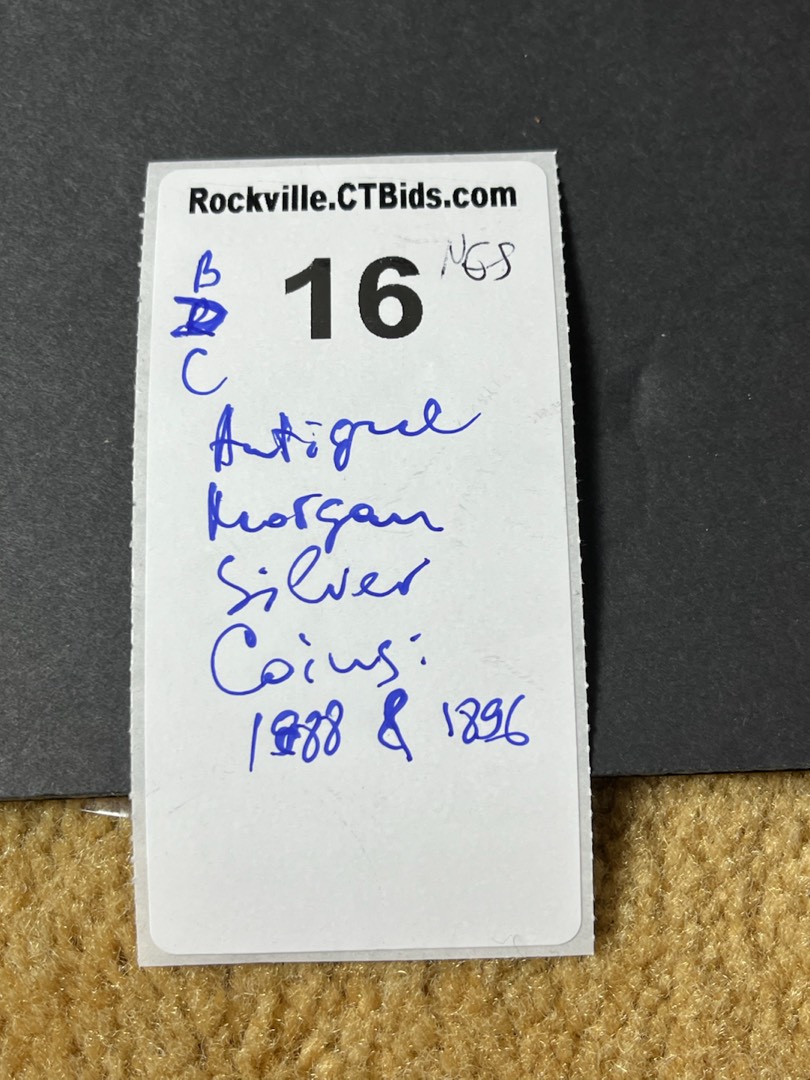 Rockville.CTBids.com
16 NGS
B
C
Antique
Morgan
Silver
Coins:
1888 & 1896